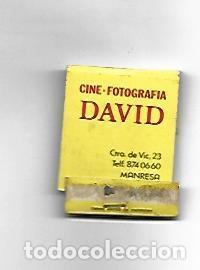 CINE-FOTOGRAFIA
DAVID
Ctra. de Vic, 23
Telf. 874 06 60
MANRESA
todocoleccion